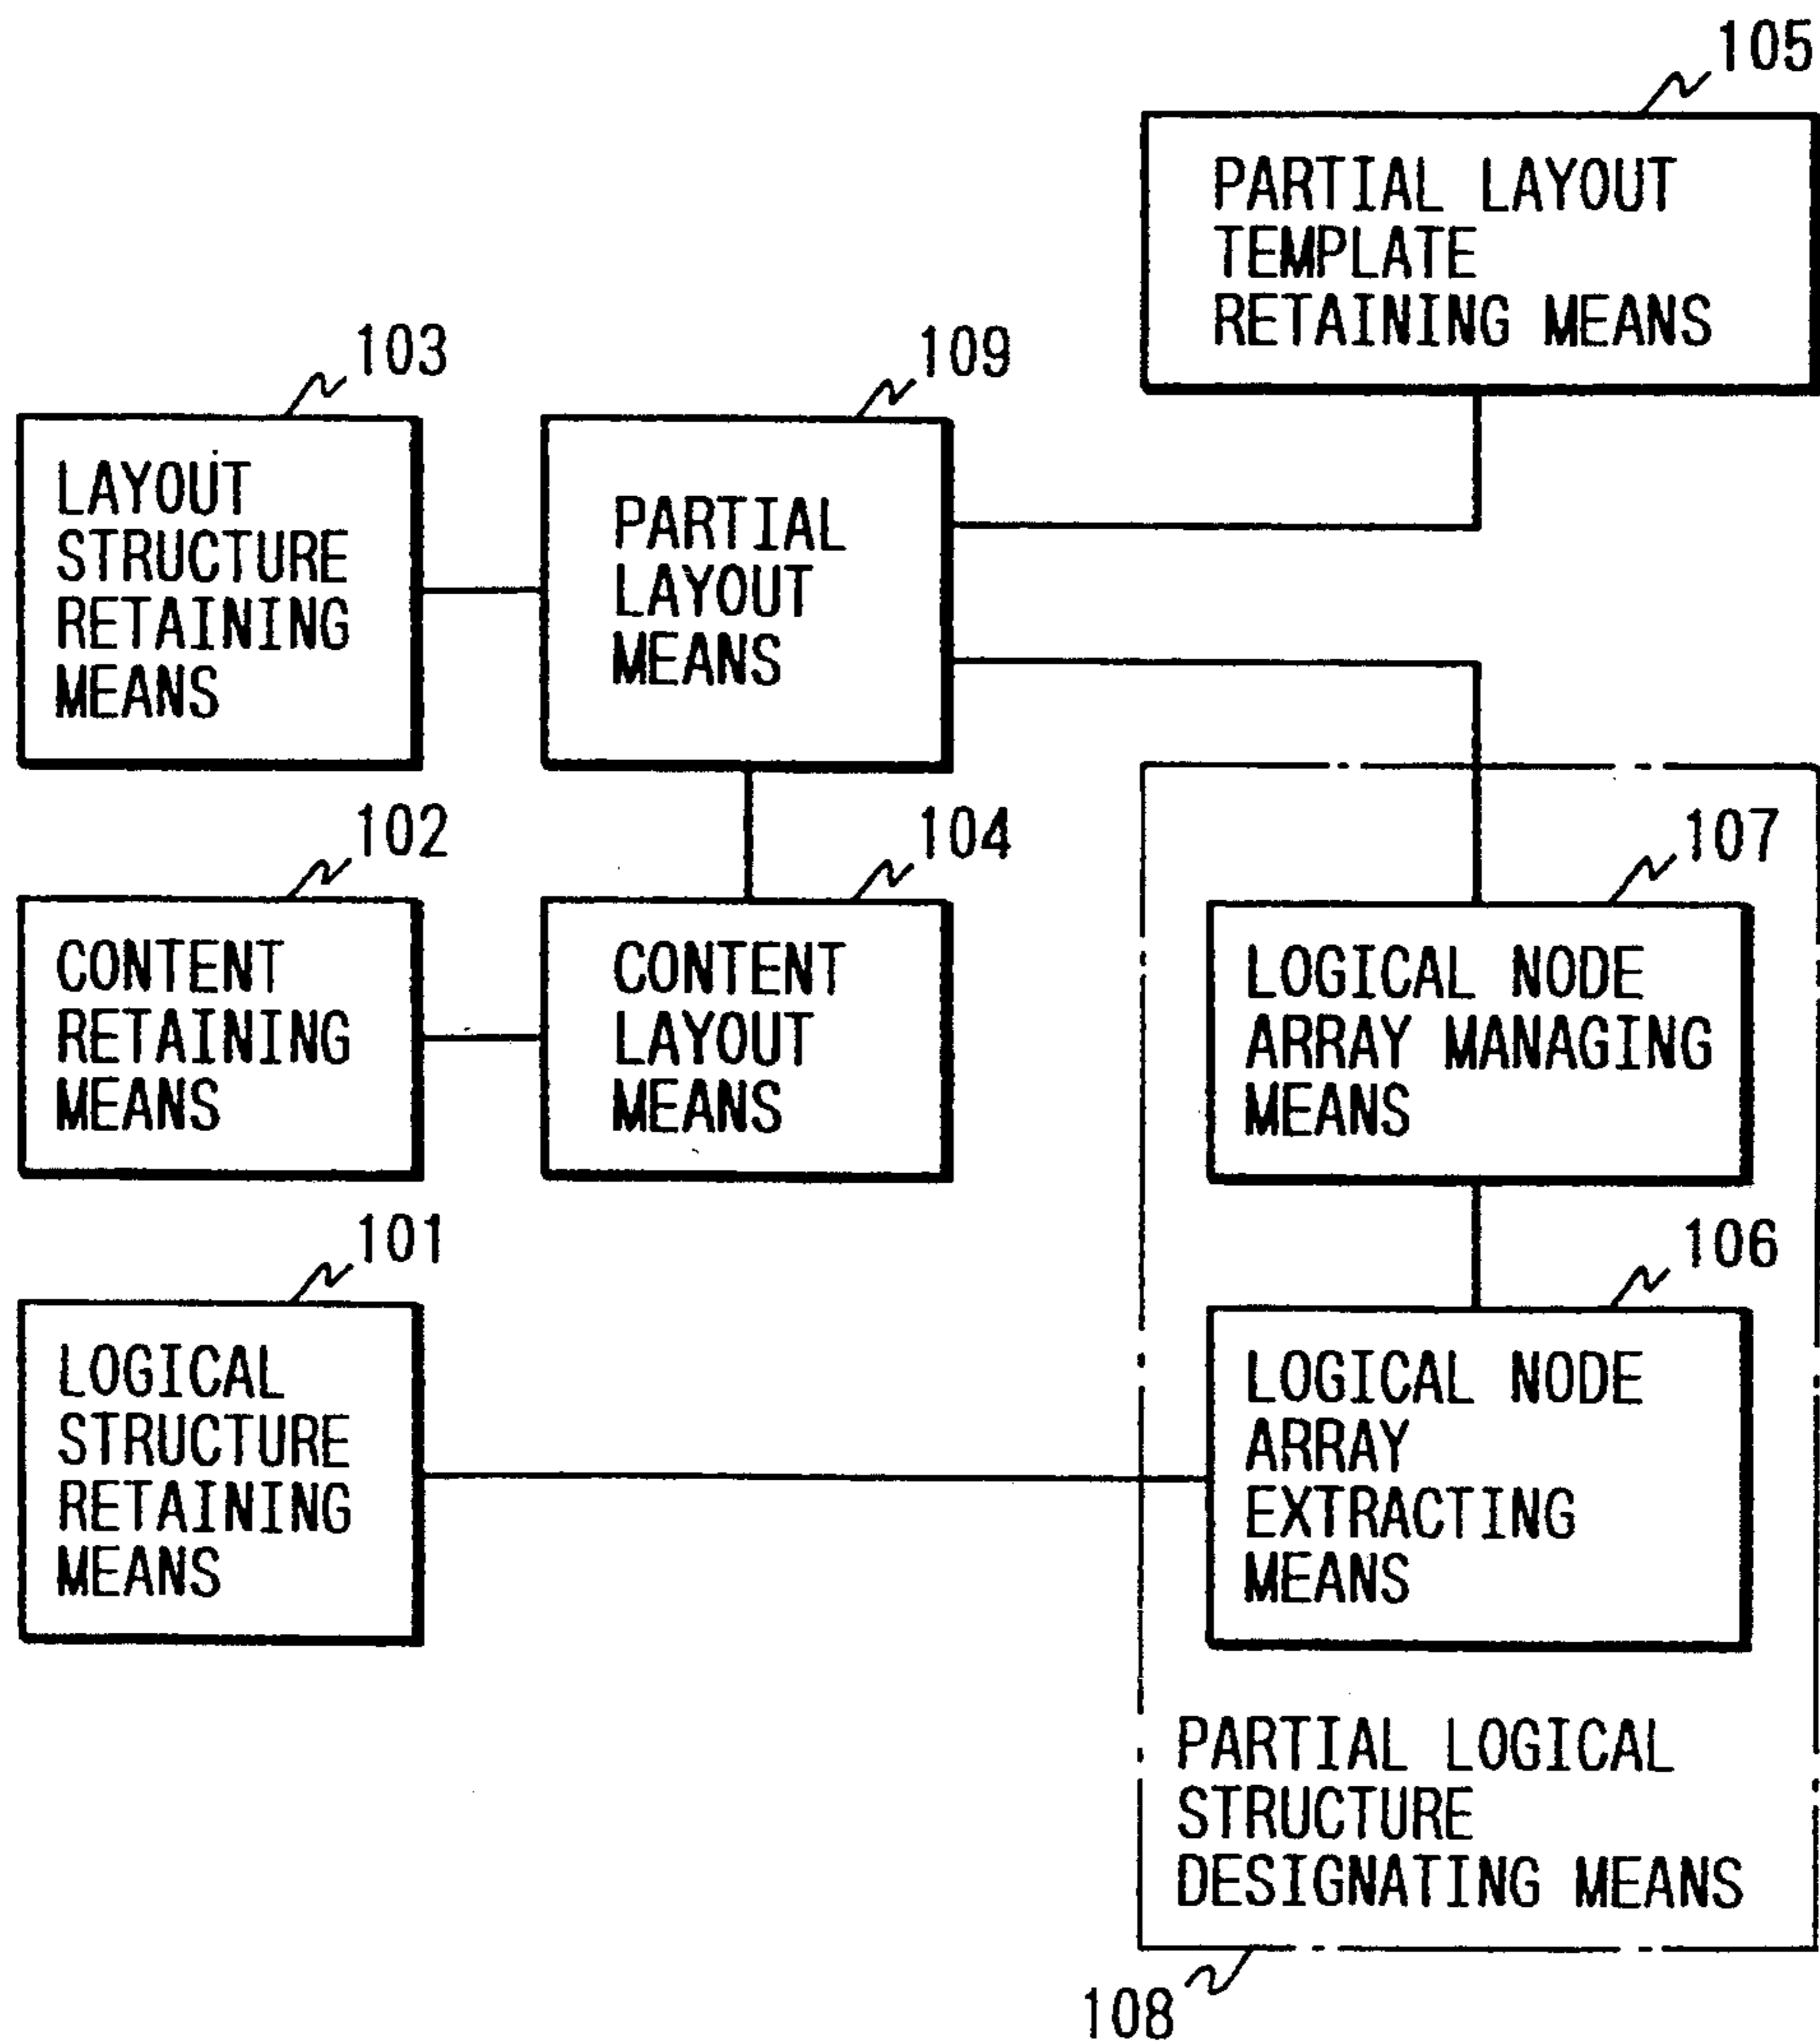 105
PARTIAL LAYOUT
TEMPLATE
RETAINING MEANS
103
LAYOUT
STRUCTURE
RETAINING
MEANS
109
PARTIAL
LAYOUT
MEANS
102
CONTENT
RETAINING
MEANS
104
CONTENT
LAYOUT
MEANS
107
LOGICAL NODE
ARRAY MANAGING
MEANS
101
LOGICAL
STRUCTURE
RETAINING
MEANS
106
LOGICAL NODE
ARRAY
EXTRACTING
MEANS
PARTIAL LOGICAL
STRUCTURE
DESIGNATING MEANS
108